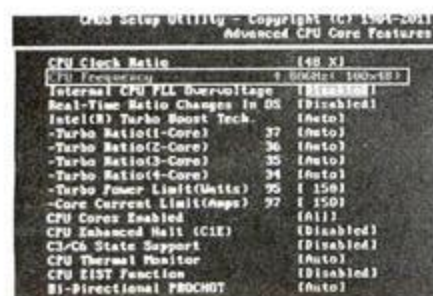 CMOS Setup Utility - Copyright (C) 1984-2011
Advanced CPU Core Features
CPU Clock Ratio [48 X]
CPU Frequency 4.80GHz( 100x48)
Internal CPU PLL Overvoltage
Real-Time Ratio Changes In OS [Disabled]
Intel(R) Turbo Boost Tech. [Auto]
-Turbo Ratio(1-Core) 37 [Auto]
-Turbo Ratio(2-Core) 36 [Auto]
-Turbo Ratio(3-Core) 35 [Auto]
-Turbo Ratio(4-Core) 34 [Auto]
-Turbo Power Limit(Watts) 95 [ 150]
-Core Current Limit(Amps) 97 [ 150]
CPU Cores Enabled [All]
CPU Enhanced Halt (C1E) [Disabled]
C3/C6 State Support [Disabled]
CPU Thermal Monitor [Auto]
CPU EIST Function [Disabled]
Bi-Directional PROCHOT [Auto]